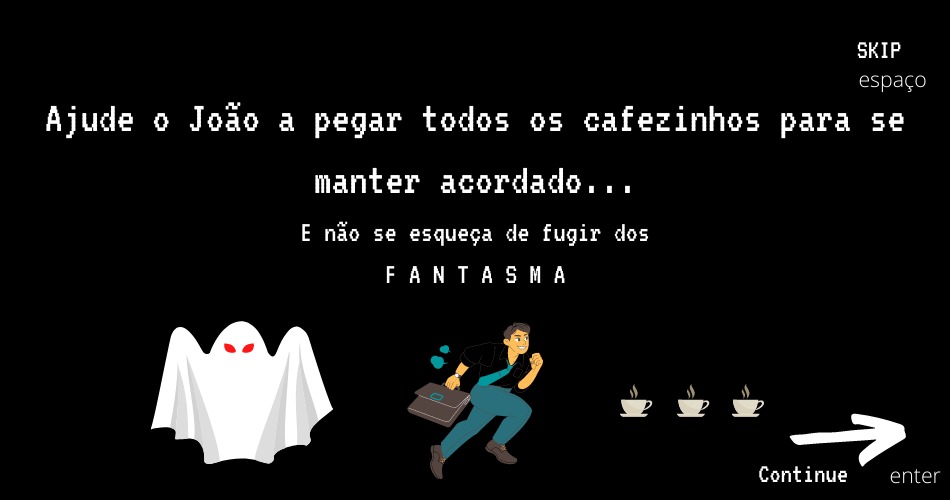 SKIP
espaço
Ajude o João a pegar todos os cafezinhos para se
manter acordado...
E não se esqueça de fugir dos
F A N T A S M A
Continue
enter